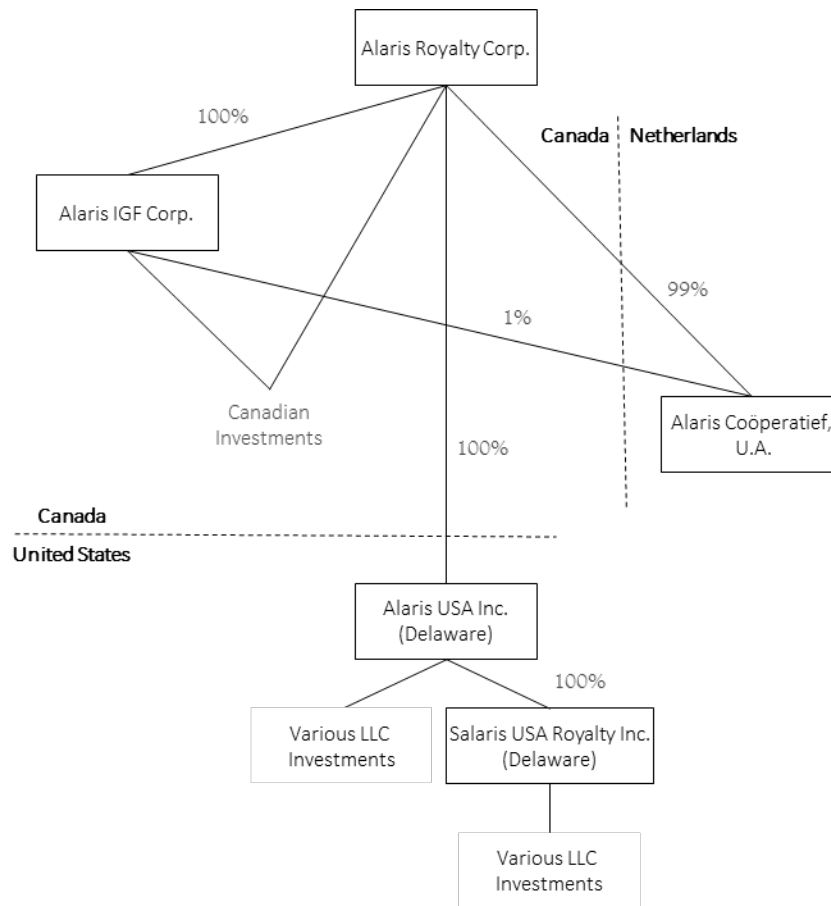 Alaris Royalty Corp.
100%
Canada
Netherlands
Alaris IGF Corp.
99%
1%
Canadian
Investments
Alaris Coöperatief,
U.A.
100%
Canada
United States
Alaris USA Inc.
(Delaware)
100%
Various LLC
Investments
Salaris USA Royalty Inc.
(Delaware)
Various LLC
Investments